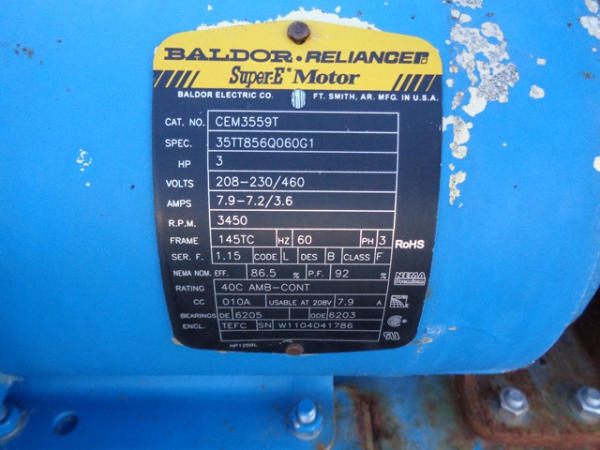 BALDOR · RELIANCE
Super-E® Motor
BALDOR ELECTRIC CO. FT. SMITH, AR. MFG. IN U.S.A.
CAT. NO. CEM3559T
SPEC. 35TT856Q060G1
HP 3
VOLTS 208-230/460
AMPS 7.9-7.2/3.6
R.P.M. 3450
FRAME 145TC HZ 60 PH 3 RoHS
SER. F. 1.15 CODE L DES B CLASS F
NEMA NOM. EFF. 86.5 % P.F. 92 % NEMA Premium
RATING 40C AMB-CONT
CC 010A USABLE AT 208V 7.9 A
BEARINGS DE 6205 ODE 6203
ENCL. TEFC SN W1104041786
NP1259L